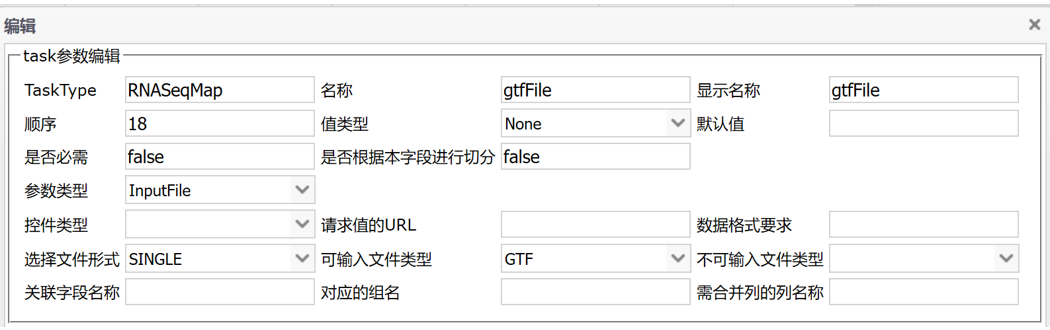 编辑
task参数编辑
TaskType RNASeqMap 名称 gtfFile 显示名称 gtfFile
顺序 18 值类型 None 默认值
是否必需 false 是否根据本字段进行切分 false
参数类型 InputFile
控件类型 请求值的URL 数据格式要求
选择文件形式 SINGLE 可输入文件类型 GTF 不可输入文件类型
关联字段名称 对应的组名 需合并列的列名称